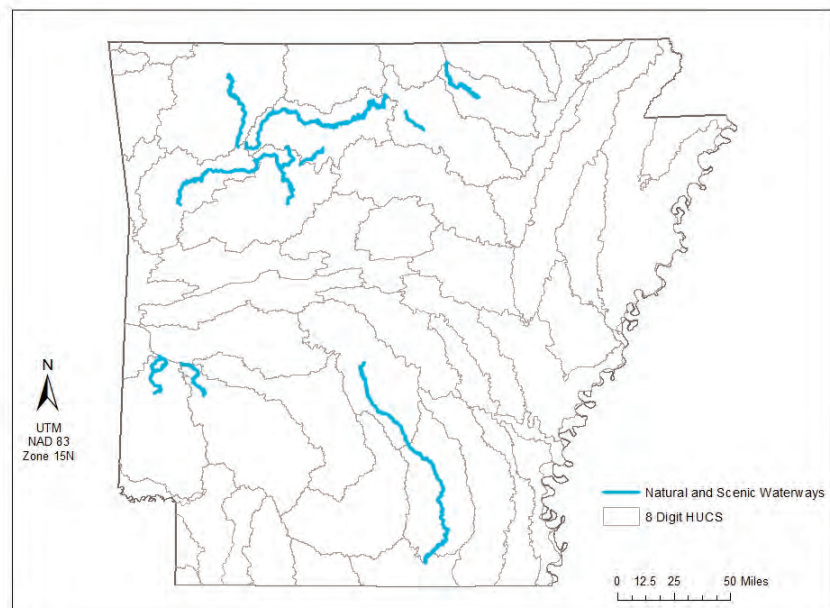 N
UTM
NAD 83
Zone 15N
Natural and Scenic Waterways
8 Digit HUCS
0 12.5 25 50 Miles